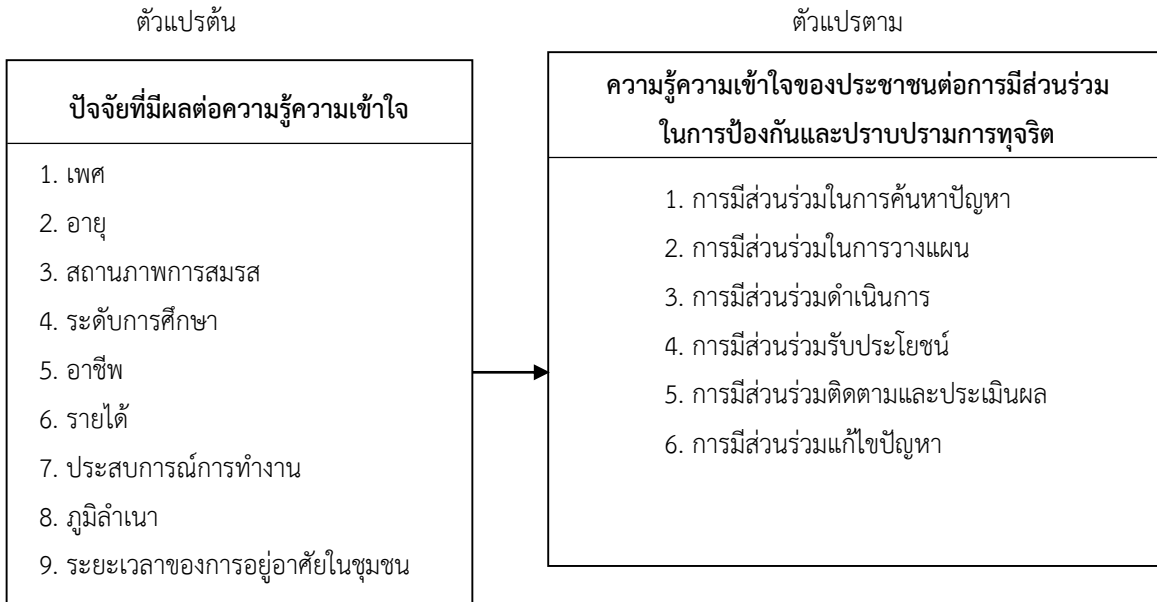 ตัวแปรต้น
ปัจจัยที่มีผลต่อความรู้ความเข้าใจ
1. เพศ
2. อายุ
3. สถานภาพการสมรส
4. ระดับการศึกษา
5. อาชีพ
6. รายได้
7. ประสบการณ์การทำงาน
8. ภูมิลำเนา
9. ระยะเวลาของการอยู่อาศัยในชุมชน
ตัวแปรตาม
ความรู้ความเข้าใจของประชาชนต่อการมีส่วนร่วม
ในการป้องกันและปราบปรามการทุจริต
1. การมีส่วนร่วมในการค้นหาปัญหา
2. การมีส่วนร่วมในการวางแผน
3. การมีส่วนร่วมดำเนินการ
4. การมีส่วนร่วมรับประโยชน์
5. การมีส่วนร่วมติดตามและประเมินผล
6. การมีส่วนร่วมแก้ไขปัญหา